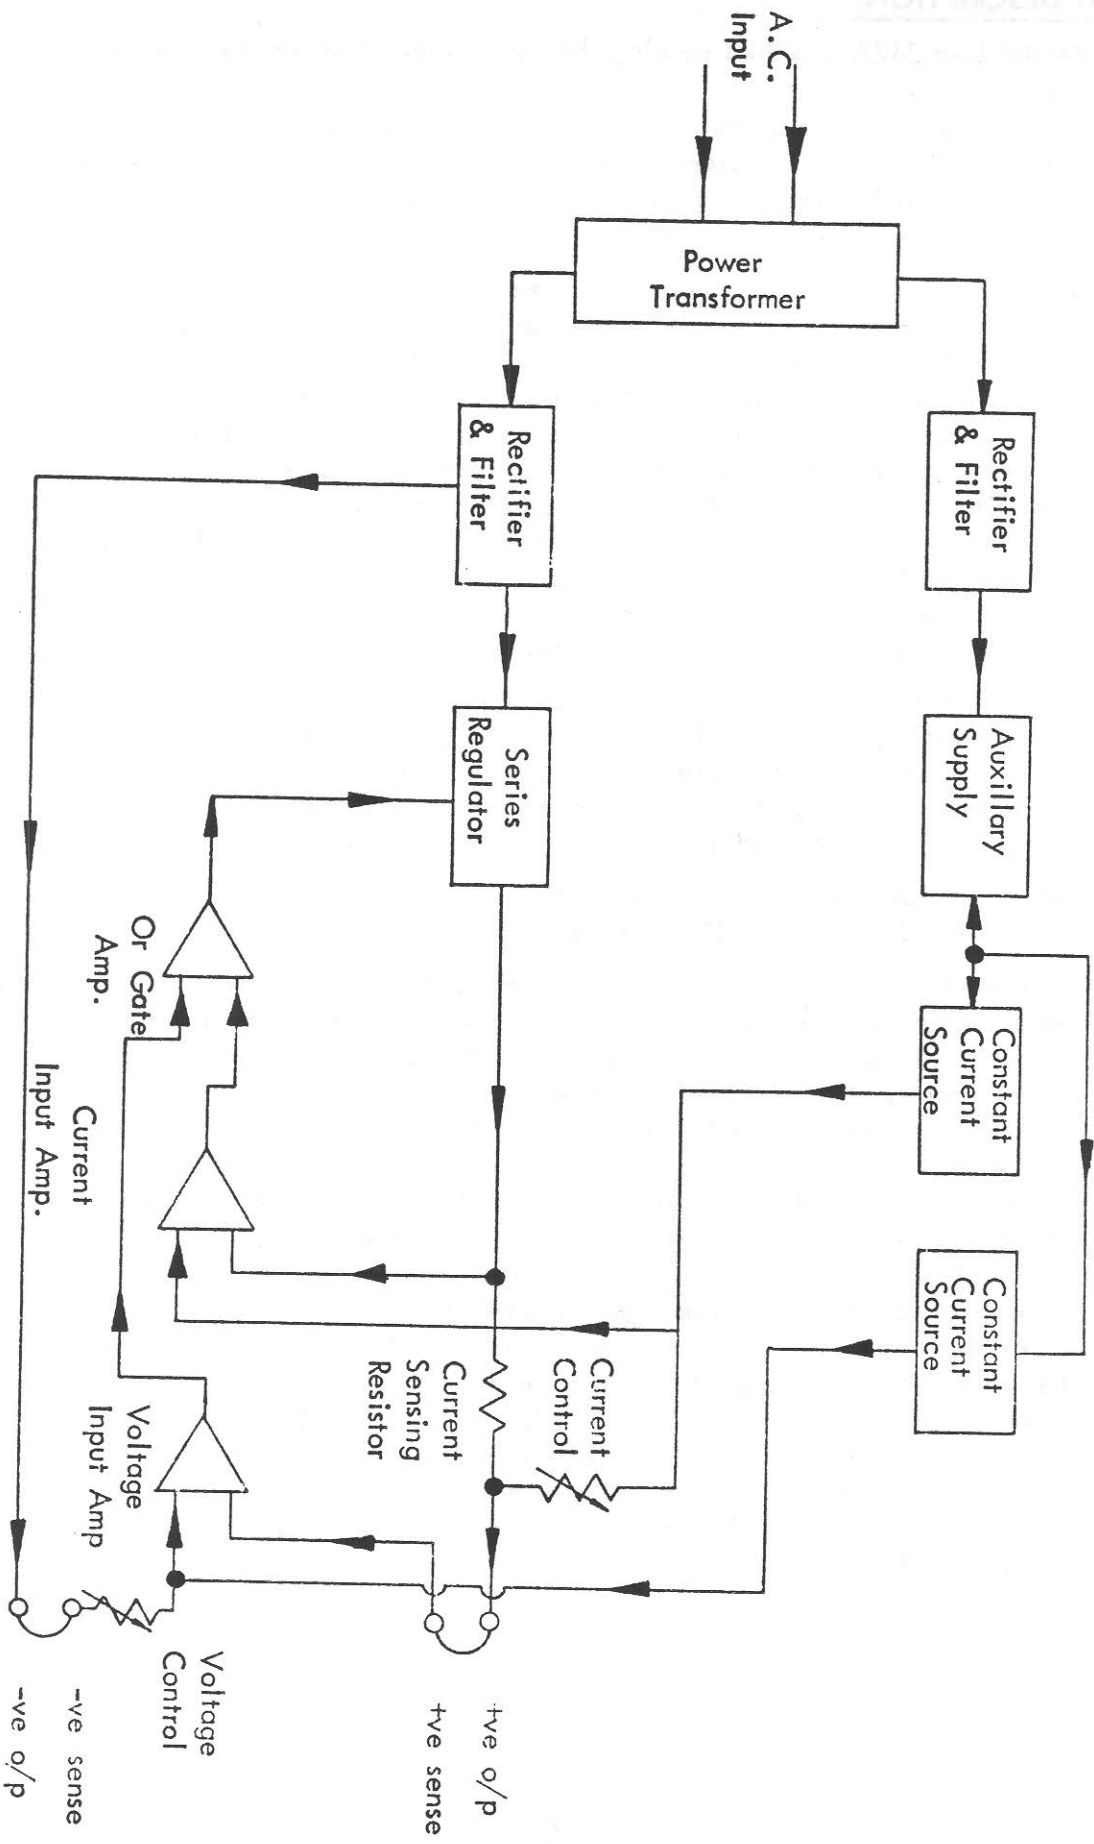 A.C.
Input
Power
Transformer
Rectifier
& Filter
Auxillary
Supply
Constant
Current
Source
Constant
Current
Source
Rectifier
& Filter
Series
Regulator
Current
Control
Current
Sensing
Resistor
Or Gate
Amp.
Current
Input Amp.
Voltage
Input Amp
Voltage
Control
+ve o/p
+ve sense
-ve sense
-ve o/p